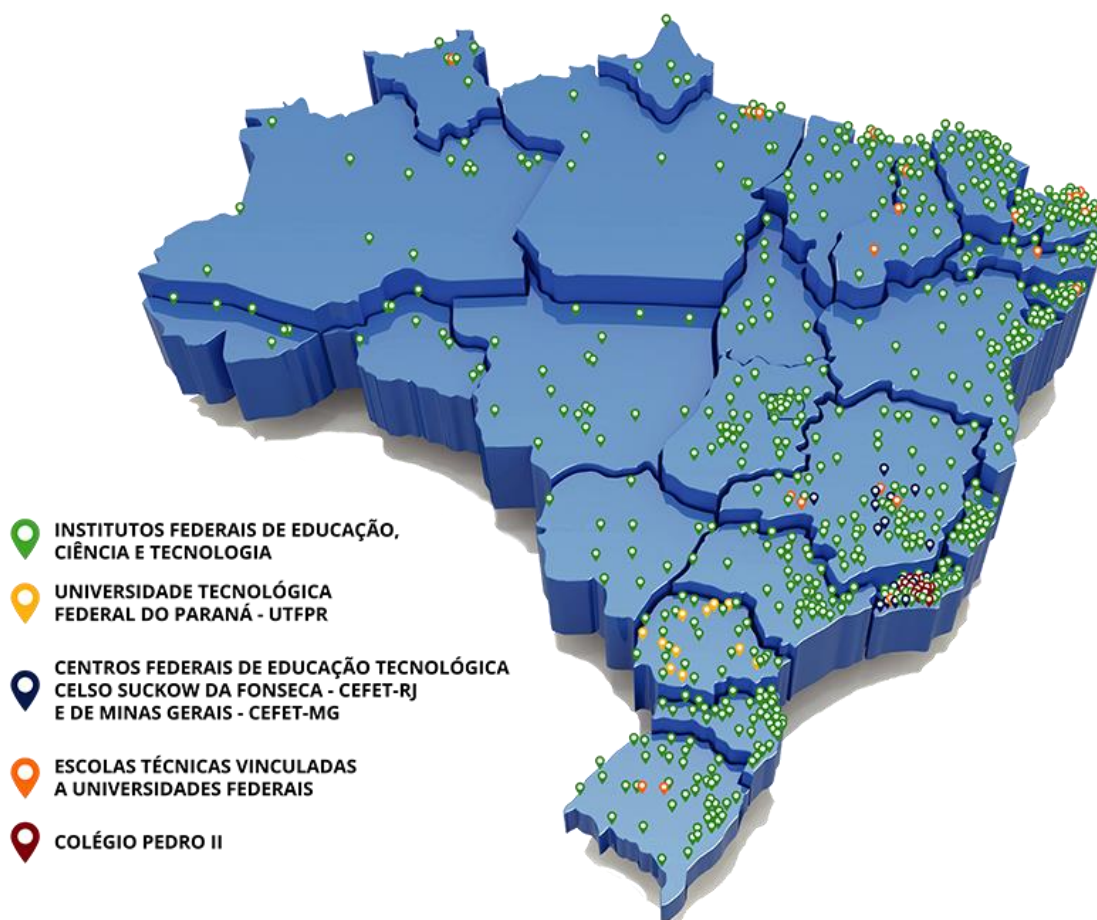 INSTITUTOS FEDERAIS DE EDUCAÇÃO,
CIÊNCIA E TECNOLOGIA
UNIVERSIDADE TECNOLÓGICA
FEDERAL DO PARANÁ - UTFPR
CENTROS FEDERAIS DE EDUCAÇÃO TECNOLÓGICA
CELSO SUCKOW DA FONSECA - CEFET-RJ
E DE MINAS GERAIS - CEFET-MG
ESCOLAS TÉCNICAS VINCULADAS
A UNIVERSIDADES FEDERAIS
COLÉGIO PEDRO II